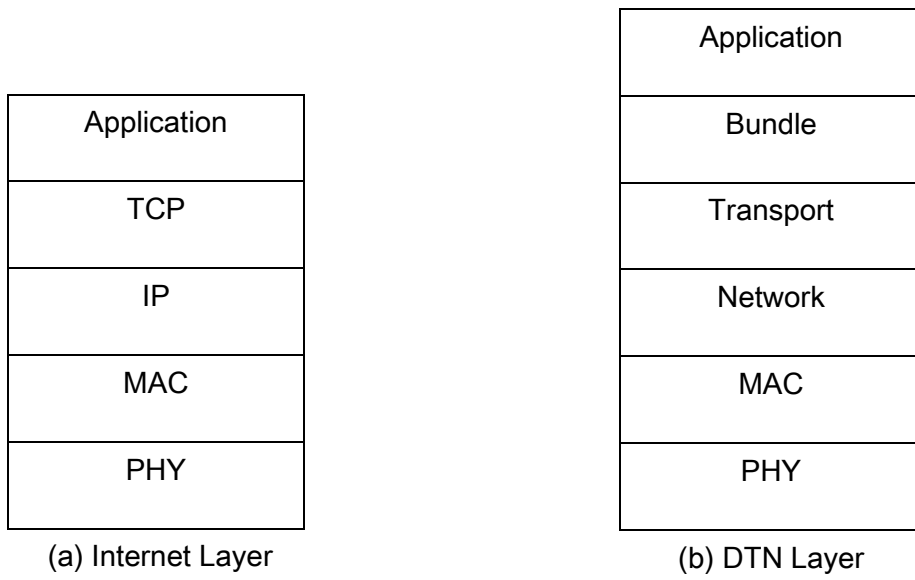 Application
TCP
IP
MAC
PHY
(a) Internet Layer
Application
Bundle
Transport
Network
MAC
PHY
(b) DTN Layer